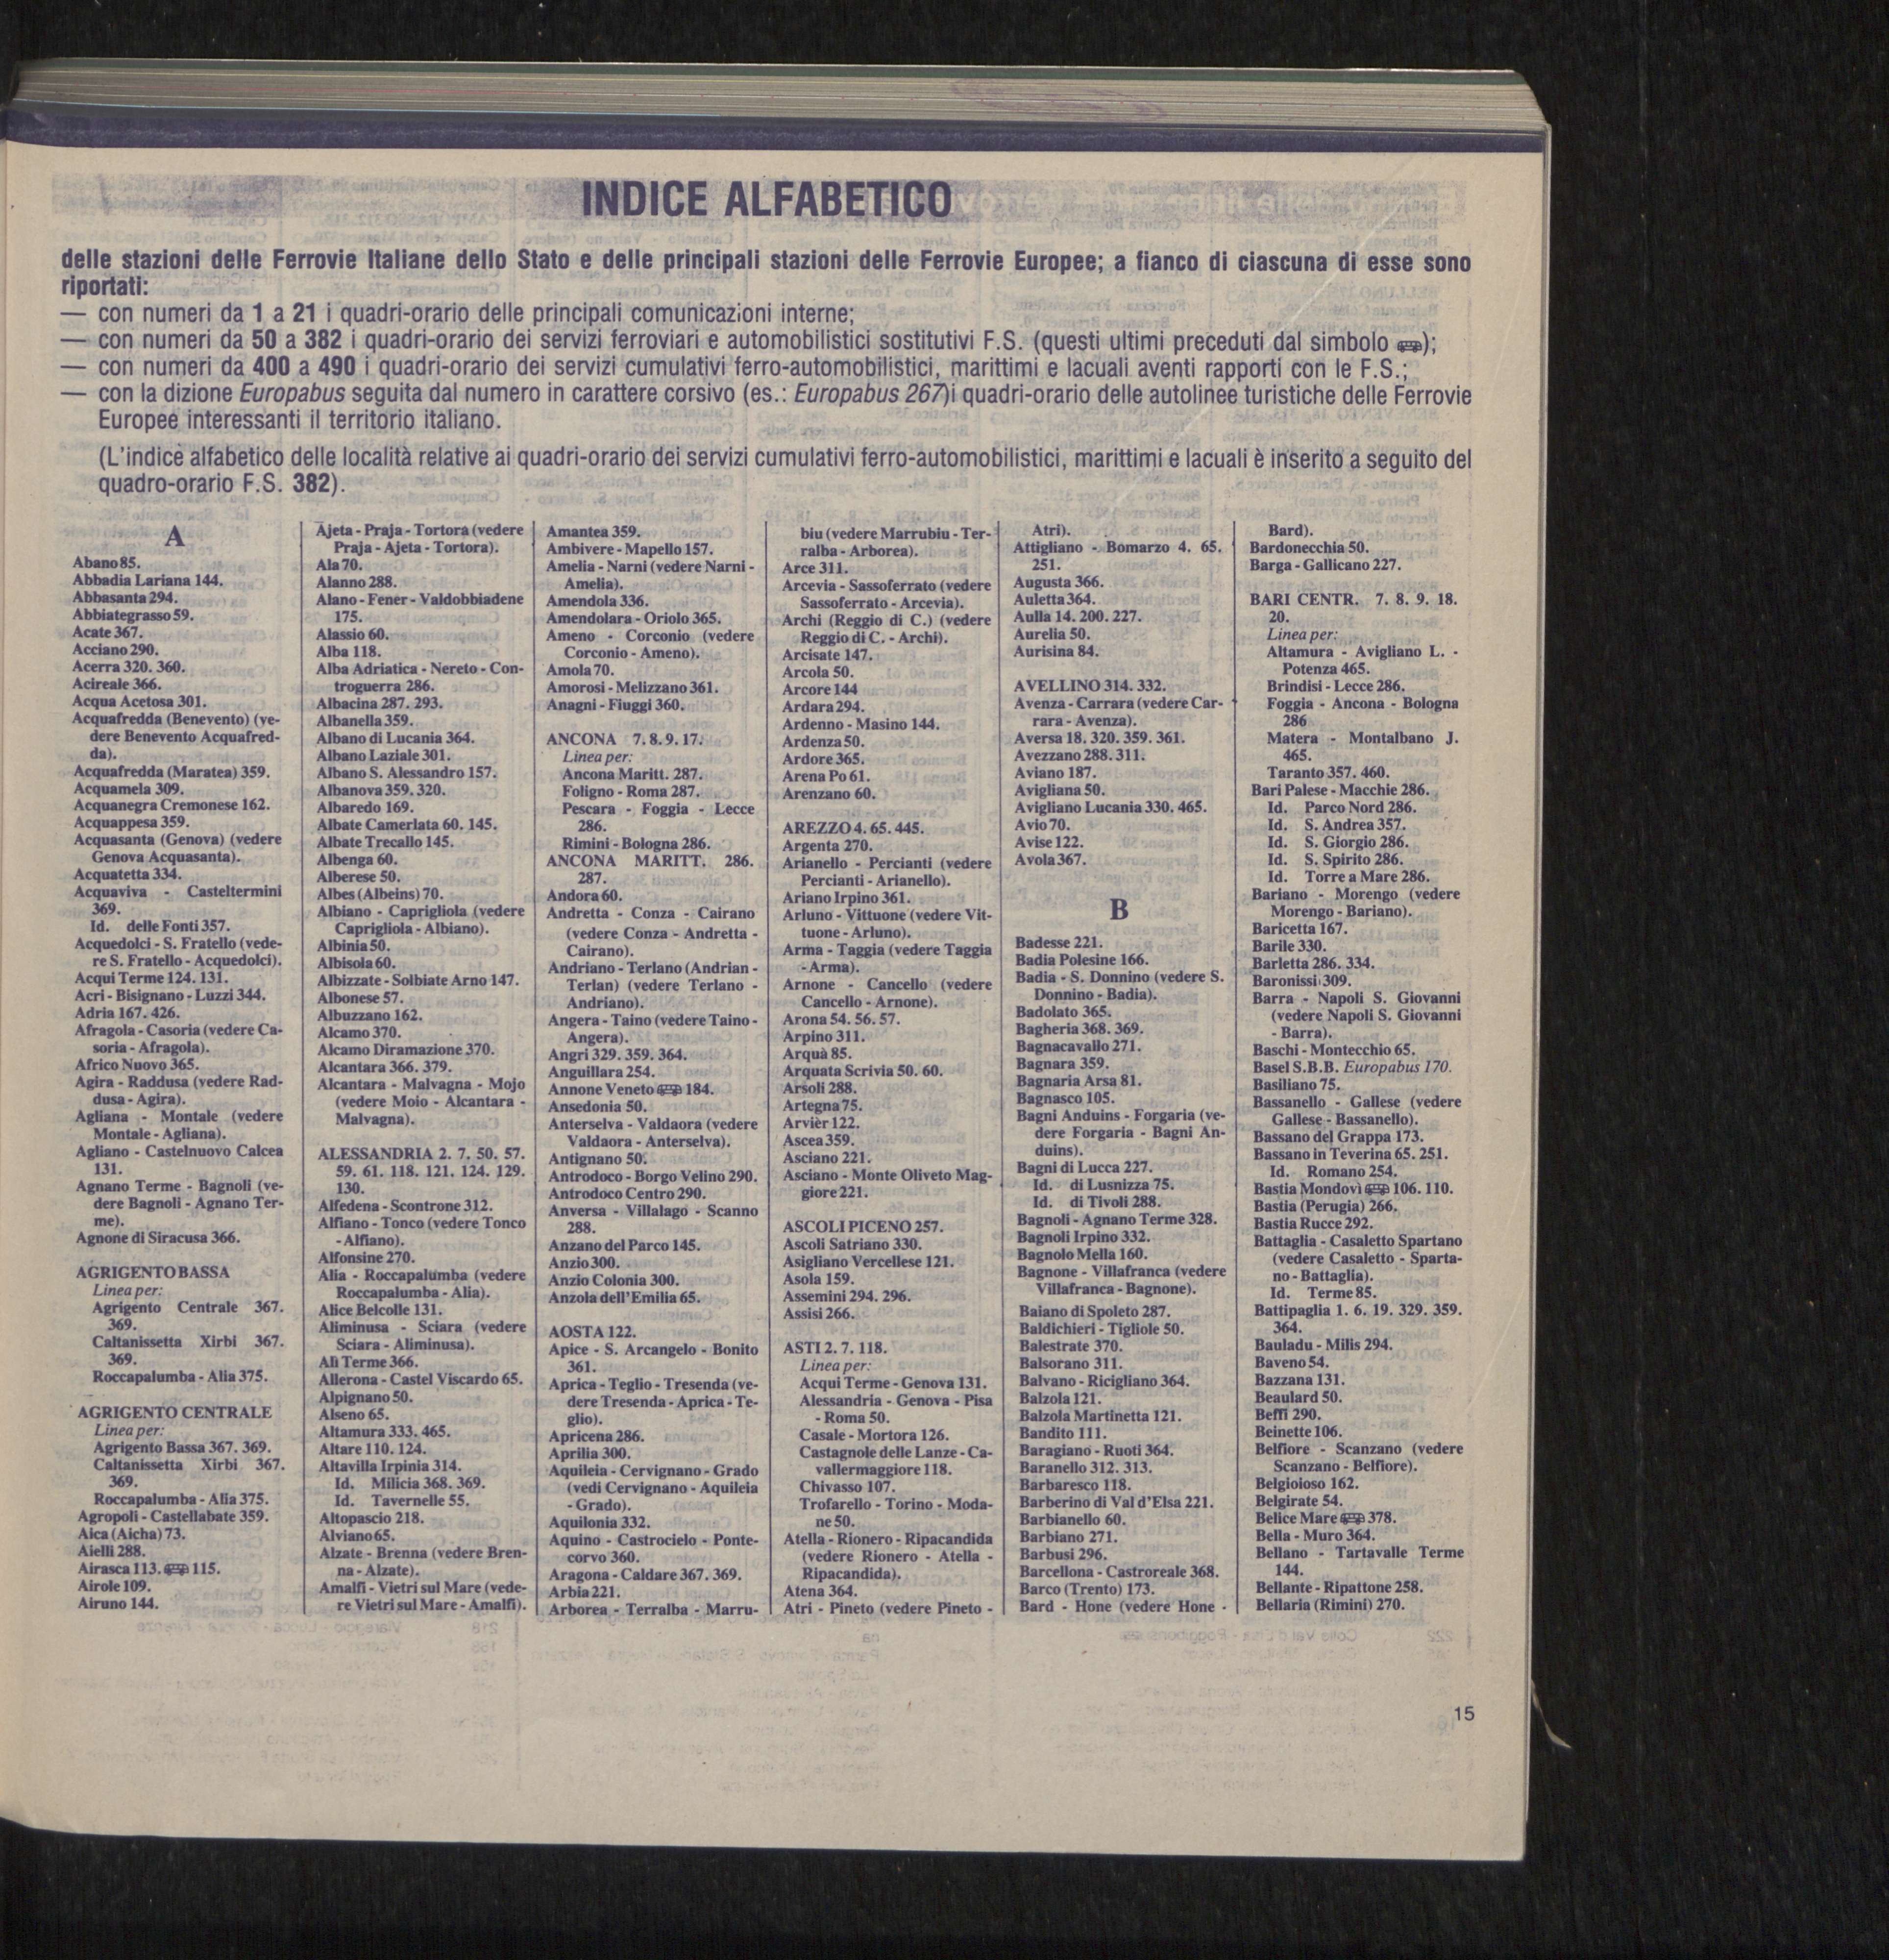 INDICE ALFABETICO
delle stazioni delle Ferrovie Italiane dello Stato e delle principali stazioni delle Ferrovie Europee; a fianco di ciascuna di esse sono
riportati:
— con numeri da 1 a 21 i quadri-orario delle principali comunicazioni interne;
— con numeri da 50 a 382 i quadri-orario dei servizi ferroviari e automobilistici sostitutivi F.S. (questi ultimi preceduti dal simbolo );
— con numeri da 400 a 490 i quadri-orario dei servizi cumulativi ferro-automobilistici, marittimi e lacuali aventi rapporti con le F.S.;
— con la dizione Europabus seguita dal numero in carattere corsivo (es.: Europabus 267)i quadri-orario delle autolinee turistiche delle Ferrovie
Europee interessanti il territorio italiano.
(L'indice alfabetico delle località relative ai quadri-orario dei servizi cumulativi ferro-automobilistici, marittimi e lacuali è inserito a seguito del
quadro-orario F.S. 382).
A
Abano 85.
Abbadia Lariana 144.
Abbasanta 294.
Abbiategrasso 59.
Acate 367.
Acciano 290.
Acerra 320. 360.
Acireale 366.
Acqua Acetosa 301.
Acquafredda (Benevento) (ve-
dere Benevento Acquafred-
da).
Acquafredda (Maratea) 359.
Acquamela 309.
Acquanegra Cremonese 162.
Acquappesa 359.
Acquasanta (Genova) (vedere
Genova Acquasanta).
Acquatetta 334.
Acquaviva - Casteltermini
369.
Id. delle Fonti 357.
Acquedolci - S. Fratello (vede-
re S. Fratello - Acquedolci).
Acqui Terme 124. 131.
Acri - Bisignano - Luzzi 344.
Adria 167. 426.
Afragola - Casoria (vedere Ca-
soria - Afragola).
Africo Nuovo 365.
Agira - Raddusa (vedere Rad-
dusa - Agira).
Agliana - Montale (vedere
Montale - Agliana).
Agliano - Castelnuovo Calcea
131.
Agnano Terme - Bagnoli (ve-
dere Bagnoli - Agnano Ter-
me).
Agnone di Siracusa 366.
AGRIGENTO BASSA
Linea per:
Agrigento Centrale 367.
369.
Caltanissetta Xirbi 367.
369.
Roccapalumba - Alia 375.
AGRIGENTO CENTRALE
Linea per:
Agrigento Bassa 367. 369.
Caltanissetta Xirbi 367.
369.
Roccapalumba - Alia 375.
Agropoli - Castellabate 359.
Aica (Aicha) 73.
Aielli 288.
Airasca 113. 115.
Airole 109.
Airuno 144.
Ajeta - Praja - Tortora (vedere
Praja - Ajeta - Tortora).
Ala 70.
Alanno 288.
Alano - Fener - Valdobbiadene
175.
Alassio 60.
Alba 118.
Alba Adriatica - Nereto - Con-
troguerra 286.
Albacina 287. 293.
Albanella 359.
Albano di Lucania 364.
Albano Laziale 301.
Albano S. Alessandro 157.
Albanova 359. 320.
Albaredo 169.
Albate Camerlata 60. 145.
Albate Trecallo 145.
Albenga 60.
Alberese 50.
Albes (Albeins) 70.
Albiano - Caprigliola (vedere
Caprigliola - Albiano).
Albinia 50.
Albisola 60.
Albizzate - Solbiate Arno 147.
Albonese 57.
Albuzzano 162.
Alcamo 370.
Alcamo Diramazione 370.
Alcantara 366. 379.
Alcantara - Malvagna - Mojo
(vedere Moio - Alcantara -
Malvagna).
ALESSANDRIA 2. 7. 50. 57.
59. 61. 118. 121. 124. 129.
130.
Alfedena - Scontrone 312.
Alfiano - Tonco (vedere Tonco
- Alfiano).
Alfonsine 270.
Alia - Roccapalumba (vedere
Roccapalumba - Alia).
Alice Belcolle 131.
Aliminusa - Sciara (vedere
Sciara - Aliminusa).
Alì Terme 366.
Allerona - Castel Viscardo 65.
Alpignano 50.
Alseno 65.
Altamura 333. 465.
Altare 110. 124.
Altavilla Irpinia 314.
Id. Milicia 368. 369.
Id. Tavernelle 55.
Altopascio 218.
Alviano 65.
Alzate - Brenna (vedere Bren-
na - Alzate).
Amalfi - Vietri sul Mare (vede-
re Vietri sul Mare - Amalfi).
Amantea 359.
Ambivere - Mapello 157.
Amelia - Narni (vedere Narni -
Amelia).
Amendola 336.
Amendolara - Oriolo 365.
Ameno - Corconio (vedere
Corconio - Ameno).
Amola 70.
Amorosi - Melizzano 361.
Anagni - Fiuggi 360.
ANCONA 7. 8. 9. 17.
Linea per:
Ancona Maritt. 287.
Foligno - Roma 287.
Pescara - Foggia - Lecce
286.
Rimini - Bologna 286.
ANCONA MARITT. 286.
287.
Andora 60.
Andretta - Conza - Cairano
(vedere Conza - Andretta -
Cairano).
Andriano - Terlano (Andrian -
Terlan) (vedere Terlano -
Andriano).
Angera - Taino (vedere Taino -
Angera).
Angri 329. 359. 364.
Anguillara 254.
Annone Veneto 184.
Ansedonia 50.
Anterselva - Valdaora (vedere
Valdaora - Anterselva).
Antignano 50.
Antrodoco - Borgo Velino 290.
Antrodoco Centro 290.
Anversa - Villalago - Scanno
288.
Anzano del Parco 145.
Anzio 300.
Anzio Colonia 300.
Anzola dell'Emilia 65.
AOSTA 122.
Apice - S. Arcangelo - Bonito
361.
Aprica - Teglio - Tresenda (ve-
dere Tresenda - Aprica - Te-
glio).
Apricena 286.
Aprilia 300.
Aquileia - Cervignano - Grado
(vedi Cervignano - Aquileia
- Grado).
Aquilonia 332.
Aquino - Castrocielo - Ponte-
corvo 360.
Aragona - Caldare 367. 369.
Arbia 221.
Arborea - Terralba - Marru-
biu (vedere Marrubiu - Ter-
ralba - Arborea).
Arce 311.
Arcevia - Sassoferrato (vedere
Sassoferrato - Arcevia).
Archi (Reggio di C.) (vedere
Reggio di C. - Archi).
Arcisate 147.
Arcola 50.
Arcore 144
Ardara 294.
Ardenno - Masino 144.
Ardenza 50.
Ardore 365.
Arena Po 61.
Arenzano 60.
AREZZO 4. 65. 445.
Argenta 270.
Arianello - Percianti (vedere
Percianti - Arianello).
Ariano Irpino 361.
Arluno - Vittuone (vedere Vit-
tuone - Arluno).
Arma - Taggia (vedere Taggia
- Arma).
Arnone - Cancello (vedere
Cancello - Arnone).
Arona 54. 56. 57.
Arpino 311.
Arquà 85.
Arquata Scrivia 50. 60.
Arsoli 288.
Artegna 75.
Arvièr 122.
Ascea 359.
Asciano 221.
Asciano - Monte Oliveto Mag-
giore 221.
ASCOLI PICENO 257.
Ascoli Satriano 330.
Asigliano Vercellese 121.
Asola 159.
Assemini 294. 296.
Assisi 266.
ASTI 2. 7. 118.
Linea per:
Acqui Terme - Genova 131.
Alessandria - Genova - Pisa
- Roma 50.
Casale - Mortora 126.
Castagnole delle Lanze - Ca-
vallermaggiore 118.
Chivasso 107.
Trofarello - Torino - Moda-
ne 50.
Atella - Rionero - Ripacandida
(vedere Rionero - Atella -
Ripacandida).
Atena 364.
Atri - Pineto (vedere Pineto -
Atri).
Attigliano - Bomarzo 4. 65.
251.
Augusta 366.
Auletta 364.
Aulla 14. 200. 227.
Aurelia 50.
Aurisina 84.
AVELLINO 314. 332.
Avenza - Carrara (vedere Car-
rara - Avenza).
Aversa 18. 320. 359. 361.
Avezzano 288. 311.
Aviano 187.
Avigliana 50.
Avigliano Lucania 330. 465.
Avio 70.
Avise 122.
Avola 367.
B
Badesse 221.
Badia Polesine 166.
Badia - S. Donnino (vedere S.
Donnino - Badia).
Badolato 365.
Bagheria 368. 369.
Bagnacavallo 271.
Bagnara 359.
Bagnaria Arsa 81.
Bagnasco 105.
Bagni Anduins - Forgaria (ve-
dere Forgaria - Bagni An-
duins).
Bagni di Lucca 227.
Id. di Lusnizza 75.
Id. di Tivoli 288.
Bagnoli - Agnano Terme 328.
Bagnoli Irpino 332.
Bagnolo Mella 160.
Bagnone - Villafranca (vedere
Villafranca - Bagnone).
Baiano di Spoleto 287.
Baldichieri - Tigliole 50.
Balestrate 370.
Balsorano 311.
Balvano - Ricigliano 364.
Balzola 121.
Balzola Martinetta 121.
Bandito 111.
Baragiano - Ruoti 364.
Baranello 312. 313.
Barbaresco 118.
Barberino di Val d'Elsa 221.
Barbianello 60.
Barbiano 271.
Barbusi 296.
Barcellona - Castroreale 368.
Barco (Trento) 173.
Bard - Hone (vedere Hone -
Bard).
Bardonecchia 50.
Barga - Gallicano 227.
BARI CENTR. 7. 8. 9. 18.
20.
Linea per:
Altamura - Avigliano L. -
Potenza 465.
Brindisi - Lecce 286.
Foggia - Ancona - Bologna
286
Matera - Montalbano J.
465.
Taranto 357. 460.
Bari Palese - Macchie 286.
Id. Parco Nord 286.
Id. S. Andrea 357.
Id. S. Giorgio 286.
Id. S. Spirito 286.
Id. Torre a Mare 286.
Bariano - Morengo (vedere
Morengo - Bariano).
Baricetta 167.
Barile 330.
Barletta 286. 334.
Baronissi 309.
Barra - Napoli S. Giovanni
(vedere Napoli S. Giovanni
- Barra).
Baschi - Montecchio 65.
Basel S.B.B. Europabus 170.
Basiliano 75.
Bassanello - Gallese (vedere
Gallese - Bassanello).
Bassano del Grappa 173.
Bassano in Teverina 65. 251.
Id. Romano 254.
Bastia Mondovì 106. 110.
Bastia (Perugia) 266.
Bastia Rucce 292.
Battaglia - Casaletto Spartano
(vedere Casaletto - Sparta-
no - Battaglia).
Id. Terme 85.
Battipaglia 1. 6. 19. 329. 359.
364.
Bauladu - Milis 294.
Baveno 54.
Bazzana 131.
Beaulard 50.
Beffi 290.
Beinette 106.
Belfiore - Scanzano (vedere
Scanzano - Belfiore).
Belgioioso 162.
Belgirate 54.
Belice Mare 378.
Bella - Muro 364.
Bellano - Tartavalle Terme
144.
Bellante - Ripattone 258.
Bellaria (Rimini) 270.
15